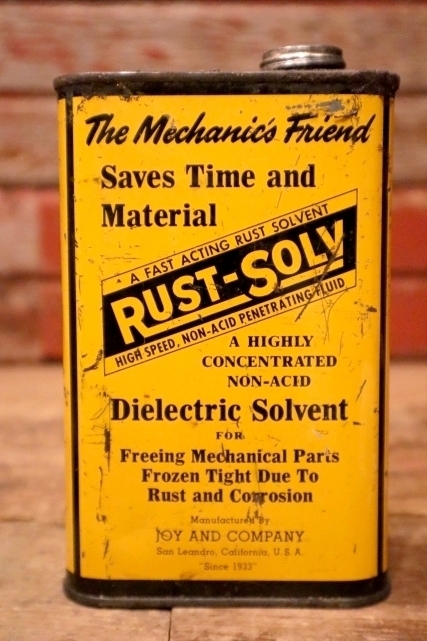 The Mechanic's Friend
Saves Time and
Material
A FAST ACTING RUST SOLVENT
RUST-SOLV
HIGH SPEED, NON-ACID PENETRATING FLUID
A HIGHLY
CONCENTRATED
NON-ACID
Dielectric Solvent
FOR
Freeing Mechanical Parts
Frozen Tight Due To
Rust and Corrosion
Manufactured By
JOY AND COMPANY
San Leandro, California, U. S. A.
"Since 1933"